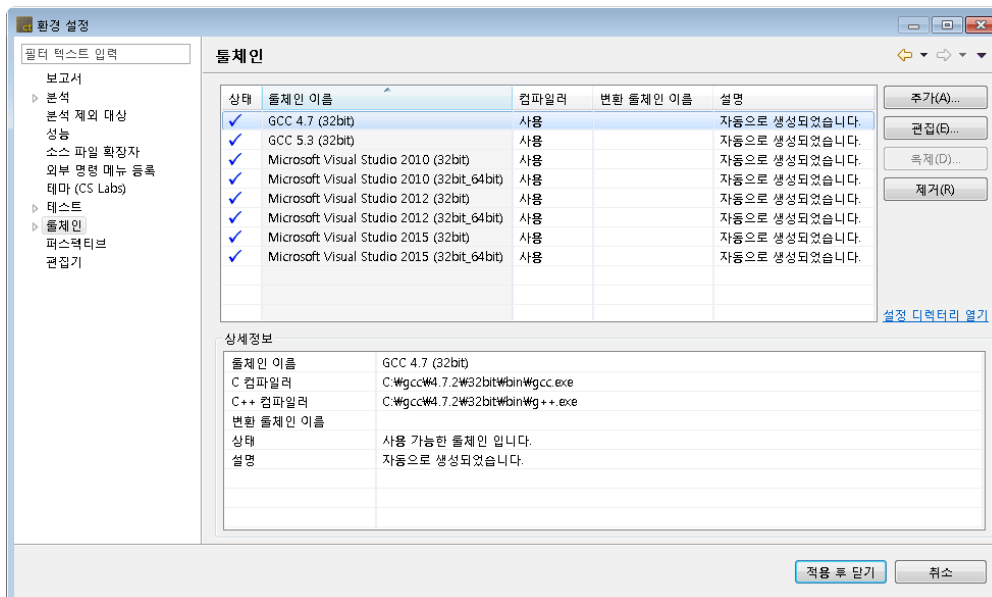 ct 환경 설정
필터 텍스트 입력
보고서
분석
분석 제외 대상
성능
소스 파일 확장자
외부 명령 메뉴 등록
테마 (CS Labs)
테스트
툴체인
퍼스펙티브
편집기
툴체인
상태 툴체인 이름 컴파일러 변환 툴체인 이름 설명
GCC 4.7 (32bit) 사용 자동으로 생성되었습니다.
GCC 5.3 (32bit) 사용 자동으로 생성되었습니다.
Microsoft Visual Studio 2010 (32bit) 사용 자동으로 생성되었습니다.
Microsoft Visual Studio 2010 (32bit_64bit) 사용 자동으로 생성되었습니다.
Microsoft Visual Studio 2012 (32bit) 사용 자동으로 생성되었습니다.
Microsoft Visual Studio 2012 (32bit_64bit) 사용 자동으로 생성되었습니다.
Microsoft Visual Studio 2015 (32bit) 사용 자동으로 생성되었습니다.
Microsoft Visual Studio 2015 (32bit_64bit) 사용 자동으로 생성되었습니다.
추가(A)...
편집(E)...
복제(D)...
제거(R)
설정 디렉터리 열기
상세정보
툴체인 이름 GCC 4.7 (32bit)
C 컴파일러 C:₩gcc₩4.7.2₩32bit₩bin₩gcc.exe
C++ 컴파일러 C:₩gcc₩4.7.2₩32bit₩bin₩g++.exe
변환 툴체인 이름
상태 사용 가능한 툴체인 입니다.
설명 자동으로 생성되었습니다.
적용 후 닫기 취소